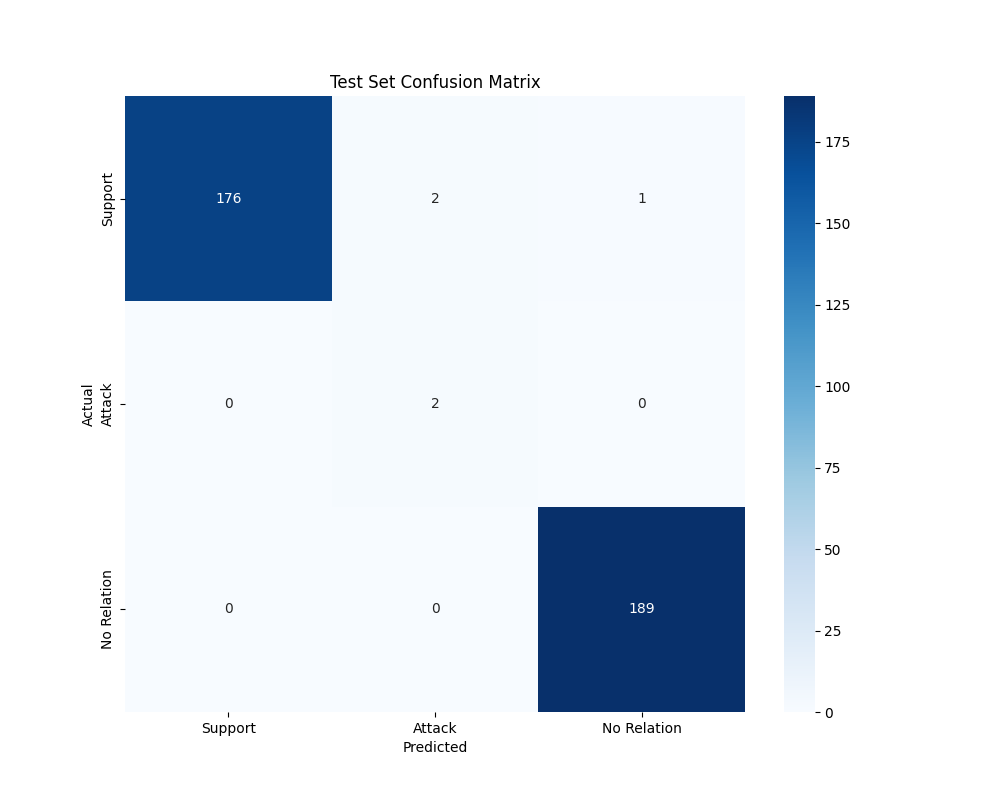 Test Set Confusion Matrix
Actual
Support
Attack
No Relation
176 2 1
0 2 0
0 0 189
Support Attack No Relation
Predicted
175
150
125
100
75
50
25
0